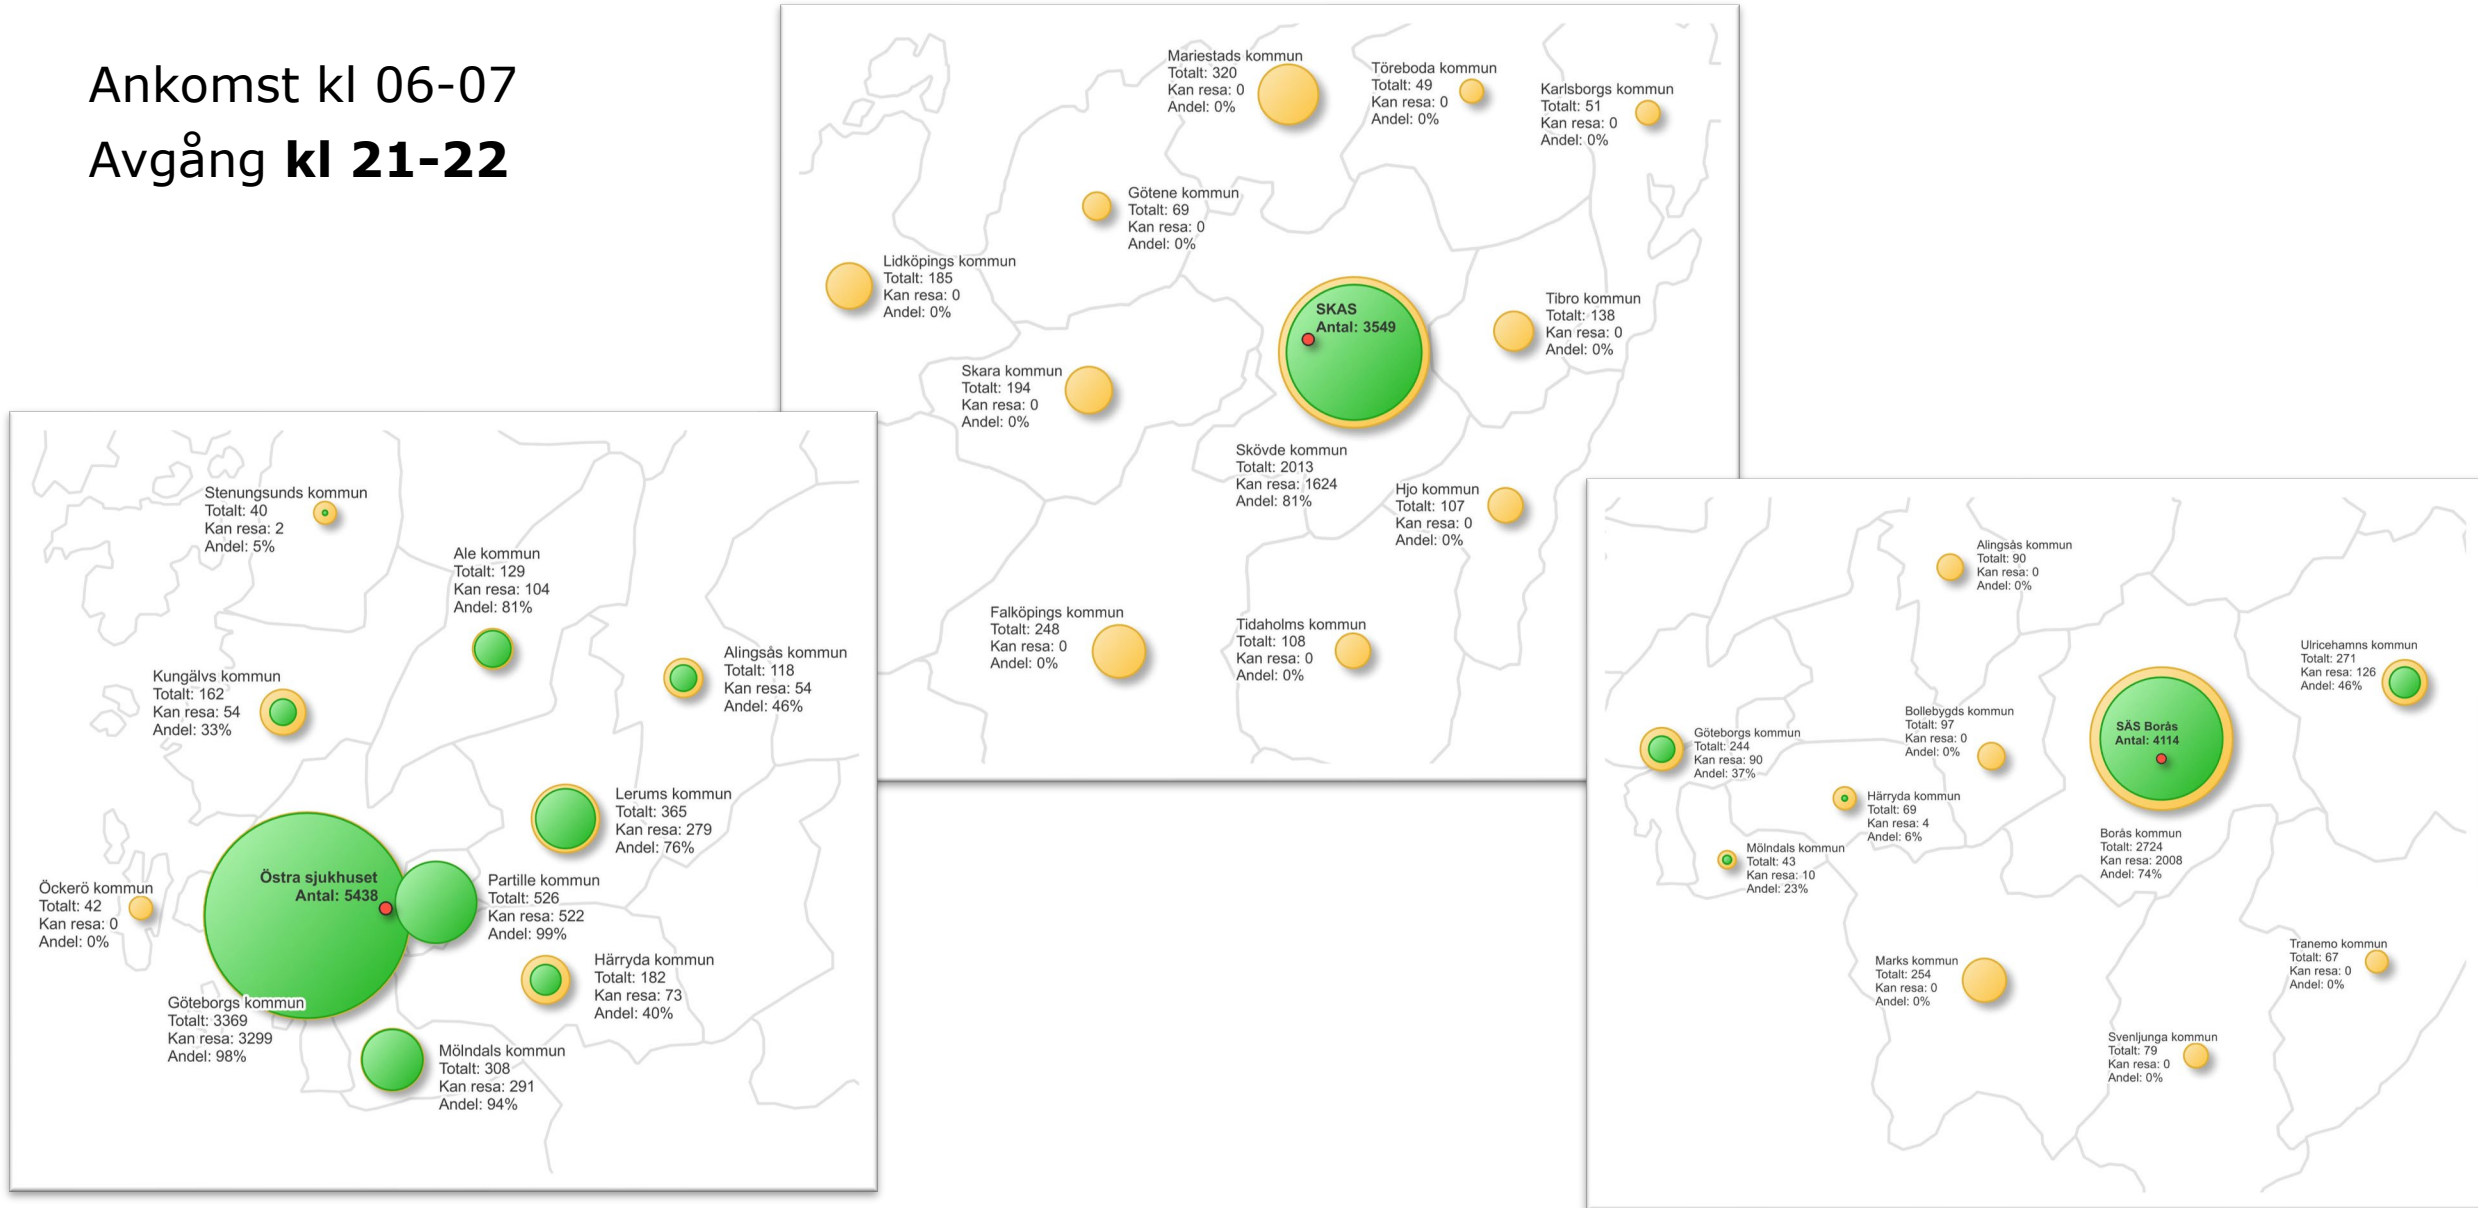 Ankomst kl 06-07
Avgång kl 21-22
Mariestads kommun
Totalt: 320
Kan resa: 0
Andel: 0%
Töreboda kommun
Totalt: 49
Kan resa: 0
Andel: 0%
Karlsborgs kommun
Totalt: 51
Kan resa: 0
Andel: 0%
Götene kommun
Totalt: 69
Kan resa: 0
Andel: 0%
Lidköpings kommun
Totalt: 185
Kan resa: 0
Andel: 0%
SKAS
Antal: 3549
Tibro kommun
Totalt: 138
Kan resa: 0
Andel: 0%
Skara kommun
Totalt: 194
Kan resa: 0
Andel: 0%
Skövde kommun
Totalt: 2013
Kan resa: 1624
Andel: 81%
Hjo kommun
Totalt: 107
Kan resa: 0
Andel: 0%
Falköpings kommun
Totalt: 248
Kan resa: 0
Andel: 0%
Tidaholms kommun
Totalt: 108
Kan resa: 0
Andel: 0%
Stenungsunds kommun
Totalt: 40
Kan resa: 2
Andel: 5%
Ale kommun
Totalt: 129
Kan resa: 104
Andel: 81%
Alingsås kommun
Totalt: 118
Kan resa: 54
Andel: 46%
Kungälvs kommun
Totalt: 162
Kan resa: 54
Andel: 33%
Lerums kommun
Totalt: 365
Kan resa: 279
Andel: 76%
Östra sjukhuset
Antal: 5438
Partille kommun
Totalt: 526
Kan resa: 522
Andel: 99%
Öckerö kommun
Totalt: 42
Kan resa: 0
Andel: 0%
Härryda kommun
Totalt: 182
Kan resa: 73
Andel: 40%
Göteborgs kommun
Totalt: 3369
Kan resa: 3299
Andel: 98%
Mölndals kommun
Totalt: 308
Kan resa: 291
Andel: 94%
Alingsås kommun
Totalt: 90
Kan resa: 0
Andel: 0%
Ulricehamns kommun
Totalt: 271
Kan resa: 126
Andel: 46%
Bollebygds kommun
Totalt: 97
Kan resa: 0
Andel: 0%
SÄS Borås
Antal: 4114
Göteborgs kommun
Totalt: 244
Kan resa: 90
Andel: 37%
Härryda kommun
Totalt: 69
Kan resa: 4
Andel: 6%
Borås kommun
Totalt: 2724
Kan resa: 2008
Andel: 74%
Mölndals kommun
Totalt: 43
Kan resa: 10
Andel: 23%
Marks kommun
Totalt: 254
Kan resa: 0
Andel: 0%
Tranemo kommun
Totalt: 67
Kan resa: 0
Andel: 0%
Svenljunga kommun
Totalt: 79
Kan resa: 0
Andel: 0%